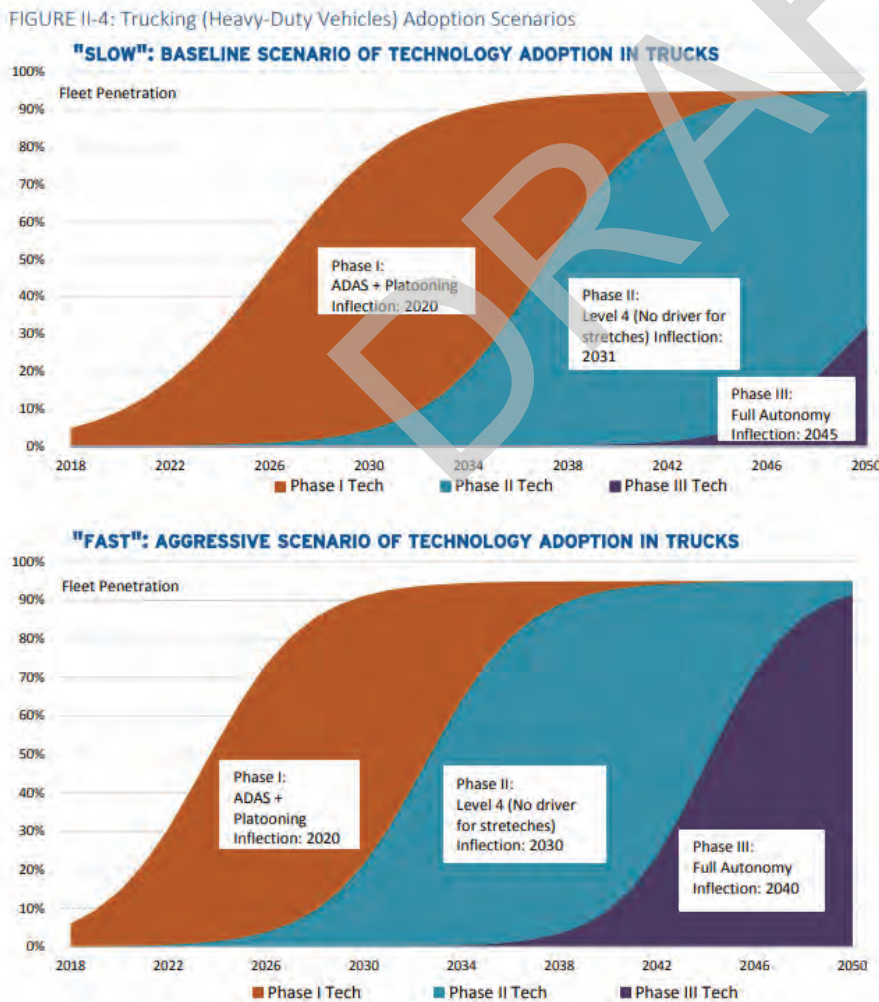 FIGURE II-4: Trucking (Heavy-Duty Vehicles) Adoption Scenarios
"SLOW": BASELINE SCENARIO OF TECHNOLOGY ADOPTION IN TRUCKS
100%
Fleet Penetration
90%
80%
70%
60%
50%
40%
30%
20%
10%
0%
Phase I:
ADAS + Platooning
Inflection: 2020
Phase II:
Level 4 (No driver for
stretches) Inflection:
2031
Phase III:
Full Autonomy
Inflection: 2045
2018 2022 2026 2030 2034 2038 2042 2046 2050
Phase I Tech Phase II Tech Phase III Tech
"FAST": AGGRESSIVE SCENARIO OF TECHNOLOGY ADOPTION IN TRUCKS
100%
Fleet Penetration
90%
80%
70%
60%
50%
40%
30%
20%
10%
0%
Phase I:
ADAS +
Platooning
Inflection: 2020
Phase II:
Level 4 (No driver
for streteches)
Inflection: 2030
Phase III:
Full Autonomy
Inflection: 2040
2018 2022 2026 2030 2034 2038 2042 2046 2050
Phase I Tech Phase II Tech Phase III Tech
DRA